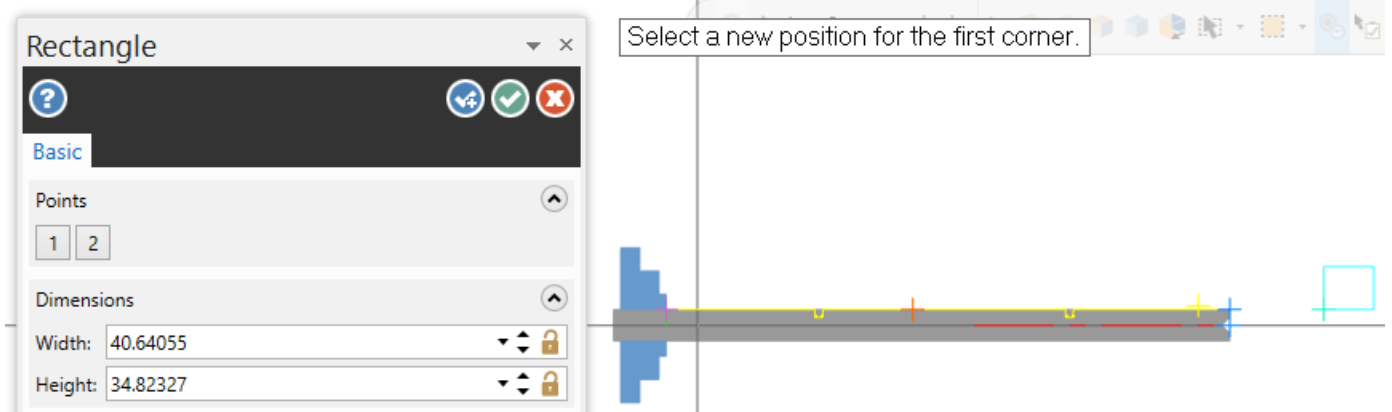 Rectangle
Select a new position for the first corner.
?
Basic
Points
1 2
Dimensions
Width: 40.64055
Height: 34.82327